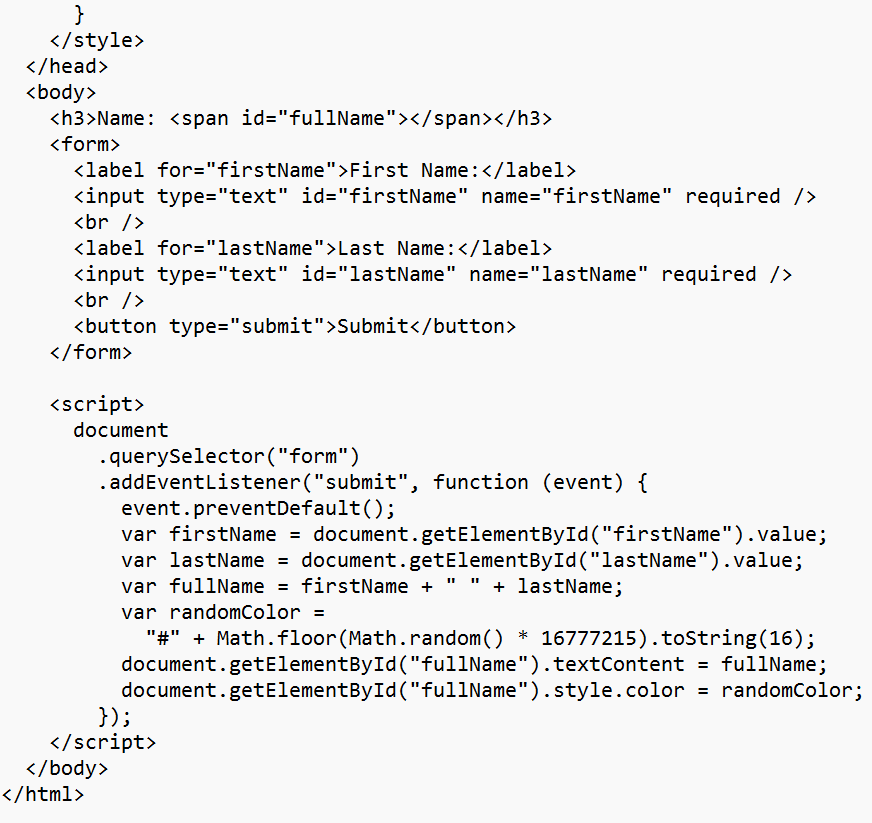 }
    </style>
  </head>
  <body>
    <h3>Name: <span id="fullName"></span></h3>
    <form>
      <label for="firstName">First Name:</label>
      <input type="text" id="firstName" name="firstName" required />
      <br />
      <label for="lastName">Last Name:</label>
      <input type="text" id="lastName" name="lastName" required />
      <br />
      <button type="submit">Submit</button>
    </form>

    <script>
      document
        .querySelector("form")
        .addEventListener("submit", function (event) {
          event.preventDefault();
          var firstName = document.getElementById("firstName").value;
          var lastName = document.getElementById("lastName").value;
          var fullName = firstName + " " + lastName;
          var randomColor =
            "#" + Math.floor(Math.random() * 16777215).toString(16);
          document.getElementById("fullName").textContent = fullName;
          document.getElementById("fullName").style.color = randomColor;
        });
    </script>
  </body>
</html>